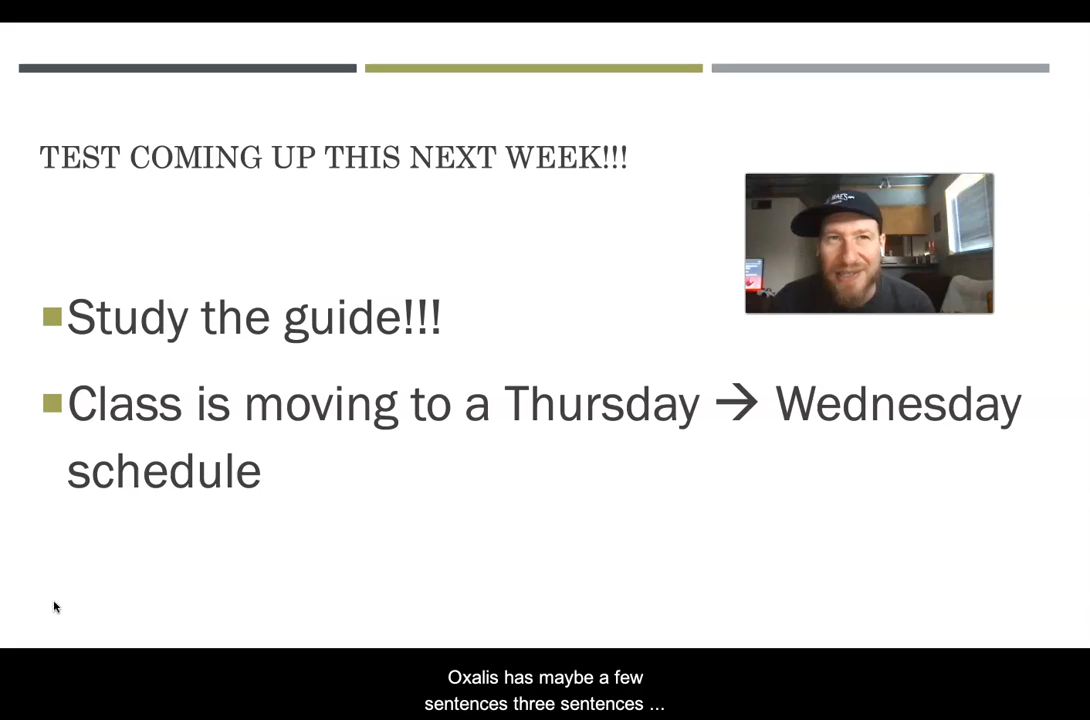 TEST COMING UP THIS NEXT WEEK!!!
Study the guide!!!
Class is moving to a Thursday → Wednesday
schedule
Oxalis has maybe a few
sentences three sentences ...